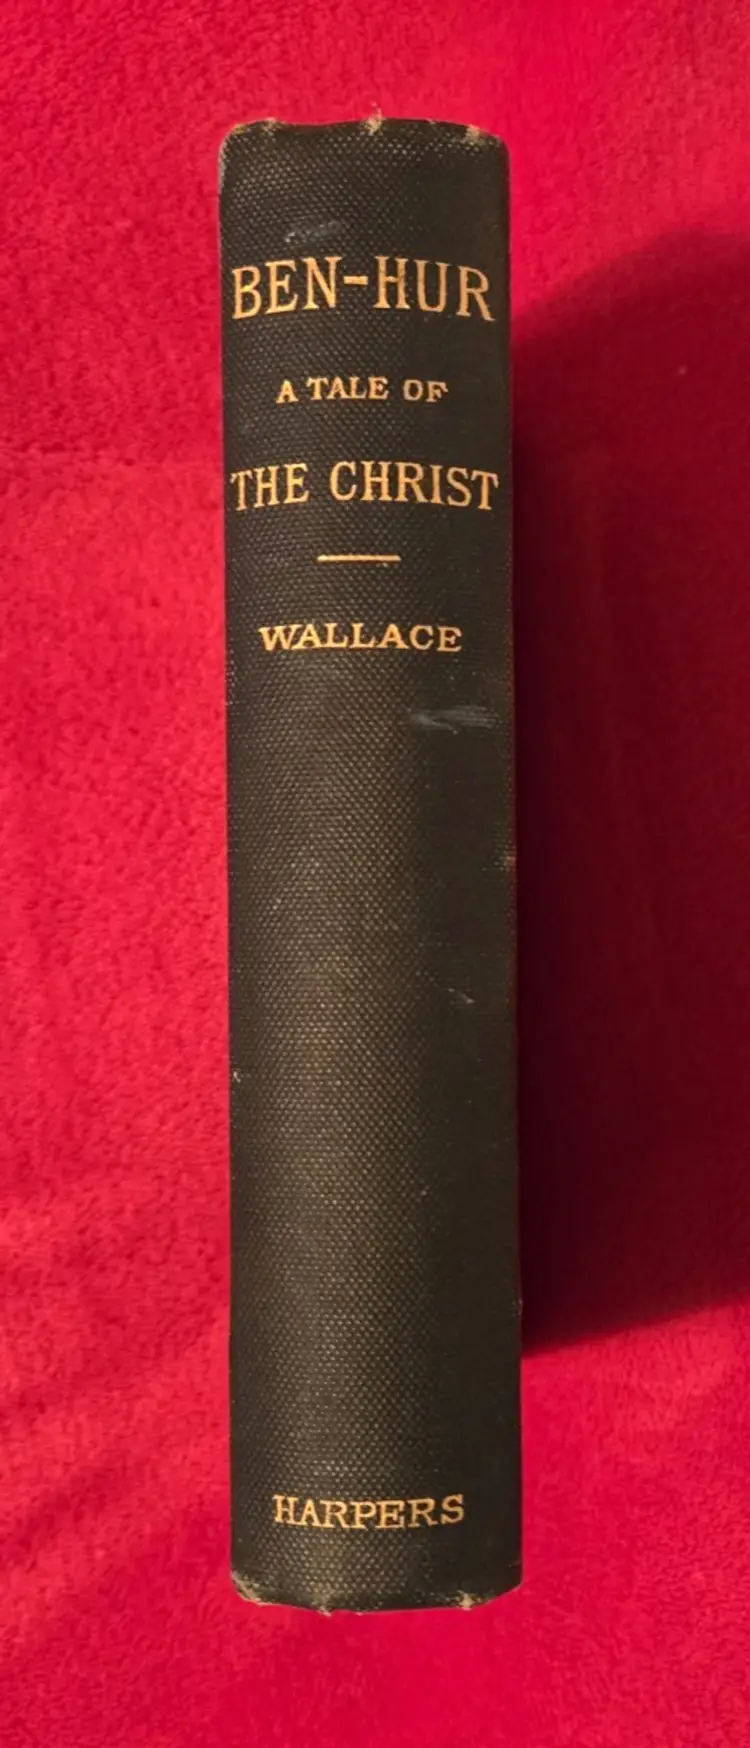 BEN-HUR
A TALE OF
THE CHRIST
WALLACE
HARPERS